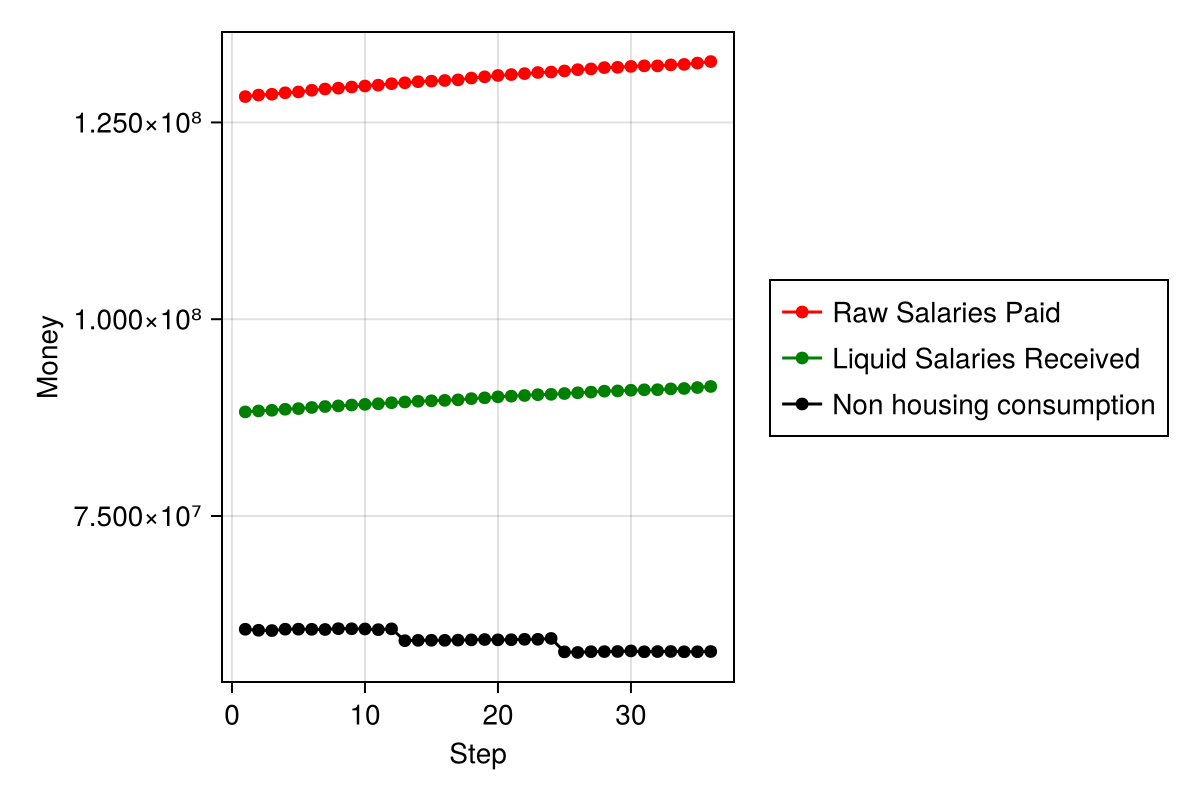 Money
1.250×10⁸
1.000×10⁸
7.500×10⁷
0 10 20 30
Step
Raw Salaries Paid
Liquid Salaries Received
Non housing consumption